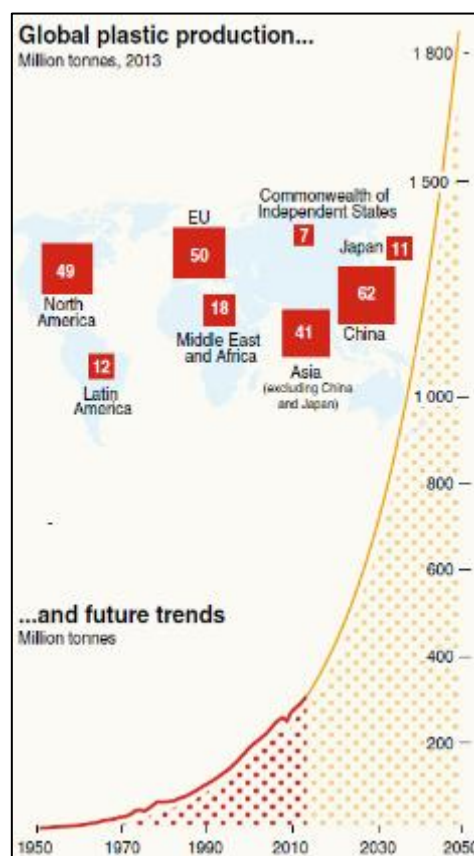 Global plastic production...
Million tonnes, 2013
1 800
1 500
Commonwealth of
Independent States
7
EU
50
Japan
11
49
North
America
18
Middle East
and Africa
62
China
41
Asia
(excluding China
and Japan)
12
Latin
America
1 000
800
600
...and future trends
Million tonnes
400
200
1950
1970
1990
2010
2030
2050